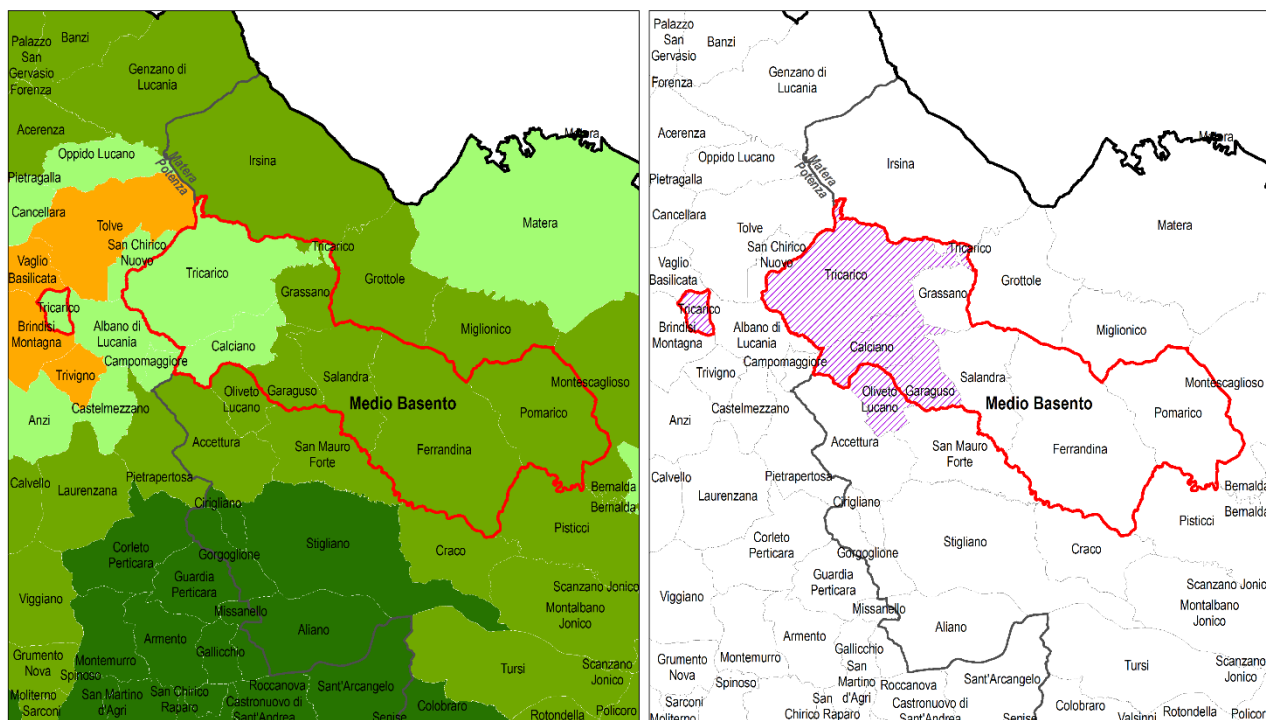 Palazzo
San
Gervasio
Banzi
Forenza
Genzano di
Lucania
Acerenza
Oppido Lucano
Matera
Potenza
Irsina
Matera
Pietragalla
Cancellara
Tolve
San Chirico
Nuovo
Matera
Vaglio
Basilicata
Tricarico
Tricarico
Grottole
Grassano
Tricarico
Brindisi
Montagna
Albano di
Lucania
Miglionico
Calciano
Campomaggiore
Trivigno
Oliveto
Lucano
Garaguso
Salandra
Montescaglioso
Anzi
Castelmezzano
Medio Basento
Pomarico
Accettura
San Mauro
Forte
Ferrandina
Calvello
Laurenzana
Pietrapertosa
Cirigliano
Bernalda
Bernalda
Pisticci
Corleto
Perticara
Gorgoglione
Stigliano
Craco
Guardia
Perticara
Scanzano Jonico
Viggiano
Missanello
Montalbano
Jonico
Armento
Aliano
Gallicchio
Grumento
Nova
Montemurro
Spinoso
Tursi
Scanzano
Jonico
Moliterno
Sarconi
San Martino
d'Agri
San Chirico
Raparo
Roccanova
Castronuovo di
Sant'Andrea
Sant'Arcangelo
Senise
Colobraro
Rotondella
Policoro
Palazzo
San
Gervasio
Banzi
Forenza
Genzano di
Lucania
Acerenza
Oppido Lucano
Matera
Potenza
Irsina
Matera
Pietragalla
Cancellara
Tolve
San Chirico
Nuovo
Matera
Vaglio
Basilicata
Tricarico
Tricarico
Grottole
Grassano
Tricarico
Brindisi
Montagna
Albano di
Lucania
Miglionico
Calciano
Campomaggiore
Trivigno
Oliveto
Lucano
Garaguso
Salandra
Montescaglioso
Anzi
Castelmezzano
Medio Basento
Pomarico
Accettura
San Mauro
Forte
Ferrandina
Calvello
Laurenzana
Pietrapertosa
Cirigliano
Bernalda
Bernalda
Pisticci
Corleto
Perticara
Gorgoglione
Stigliano
Craco
Guardia
Perticara
Scanzano Jonico
Viggiano
Missanello
Montalbano
Jonico
Armento
Aliano
Gallicchio
Grumento
Nova
Montemurro
Spinoso
San
Martino
d'Agri
Tursi
Scanzano
Jonico
Sarconi
Moliterno
San
Chirico Raparo
Roccanova
Castronuovo di
Sant'Andrea
Sant'Arcangelo
Senise
Colobraro
Valsinni
Rotondella
Policoro